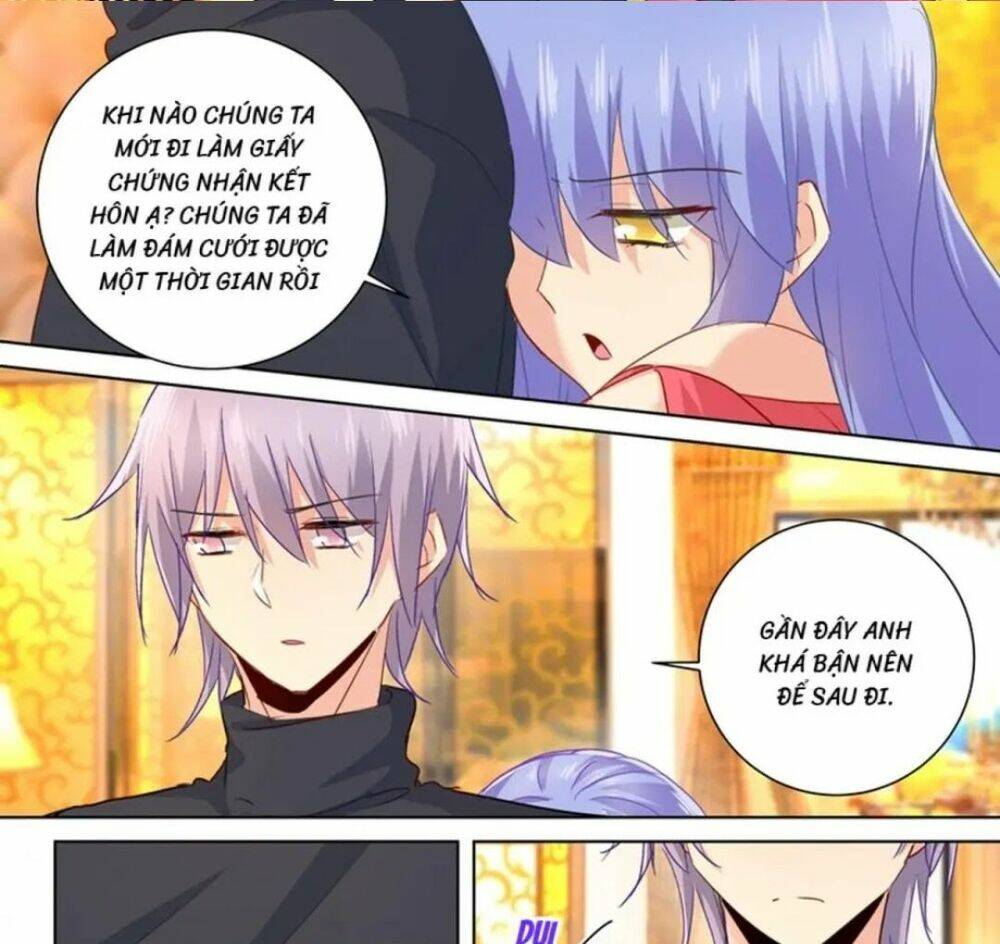 KHI NÀO CHÚNG TA
MỚI ĐI LÀM GIẤY
CHỨNG NHẬN KẾT
HÔN Ạ? CHÚNG TA ĐÃ
LÀM ĐÁM CƯỚI ĐƯỢC
MỘT THỜI GIAN RỒI
GẦN ĐÂY ANH
KHÁ BẬN NÊN
ĐỂ SAU ĐI.
DỤI